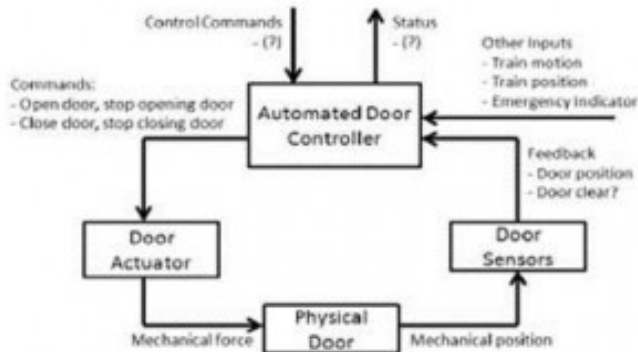 Control Commands
- (?)
Status
- (?)
Other Inputs
- Train motion
- Train position
- Emergency Indicator
Commands:
- Open door, stop opening door
- Close door, stop closing door
Automated Door
Controller
Feedback
- Door position
- Door clear?
Door
Actuator
Door
Sensors
Physical
Door
Mechanical force
Mechanical position